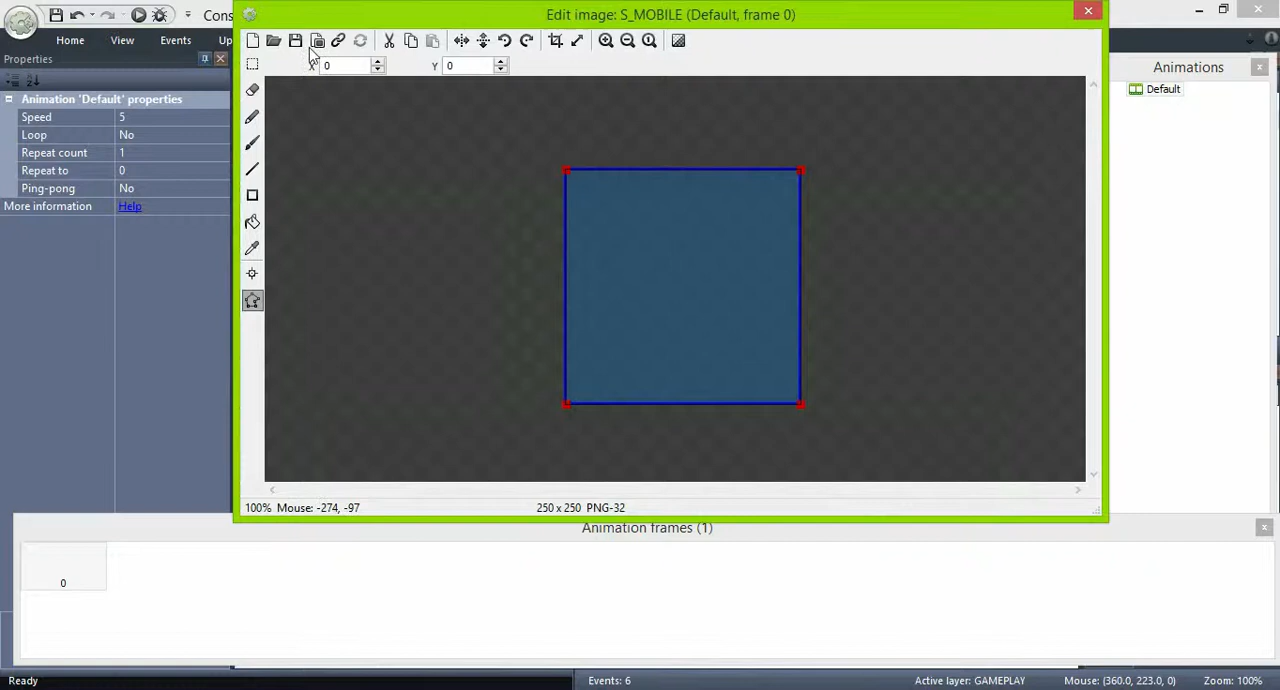 Cons
Edit image: S_MOBILE (Default, frame 0)
Home View Events
Properties
X 0 Y 0
Animations
Animation 'Default' properties
Default
Speed 5
Loop No
Repeat count 1
Repeat to 0
Ping-pong No
More information Help
100% Mouse: -274, -97
250 x 250 PNG-32
Animation frames (1)
0
Ready
Events: 6
Active layer: GAMEPLAY
Mouse: (360.0, 223.0, 0)
Zoom: 100%